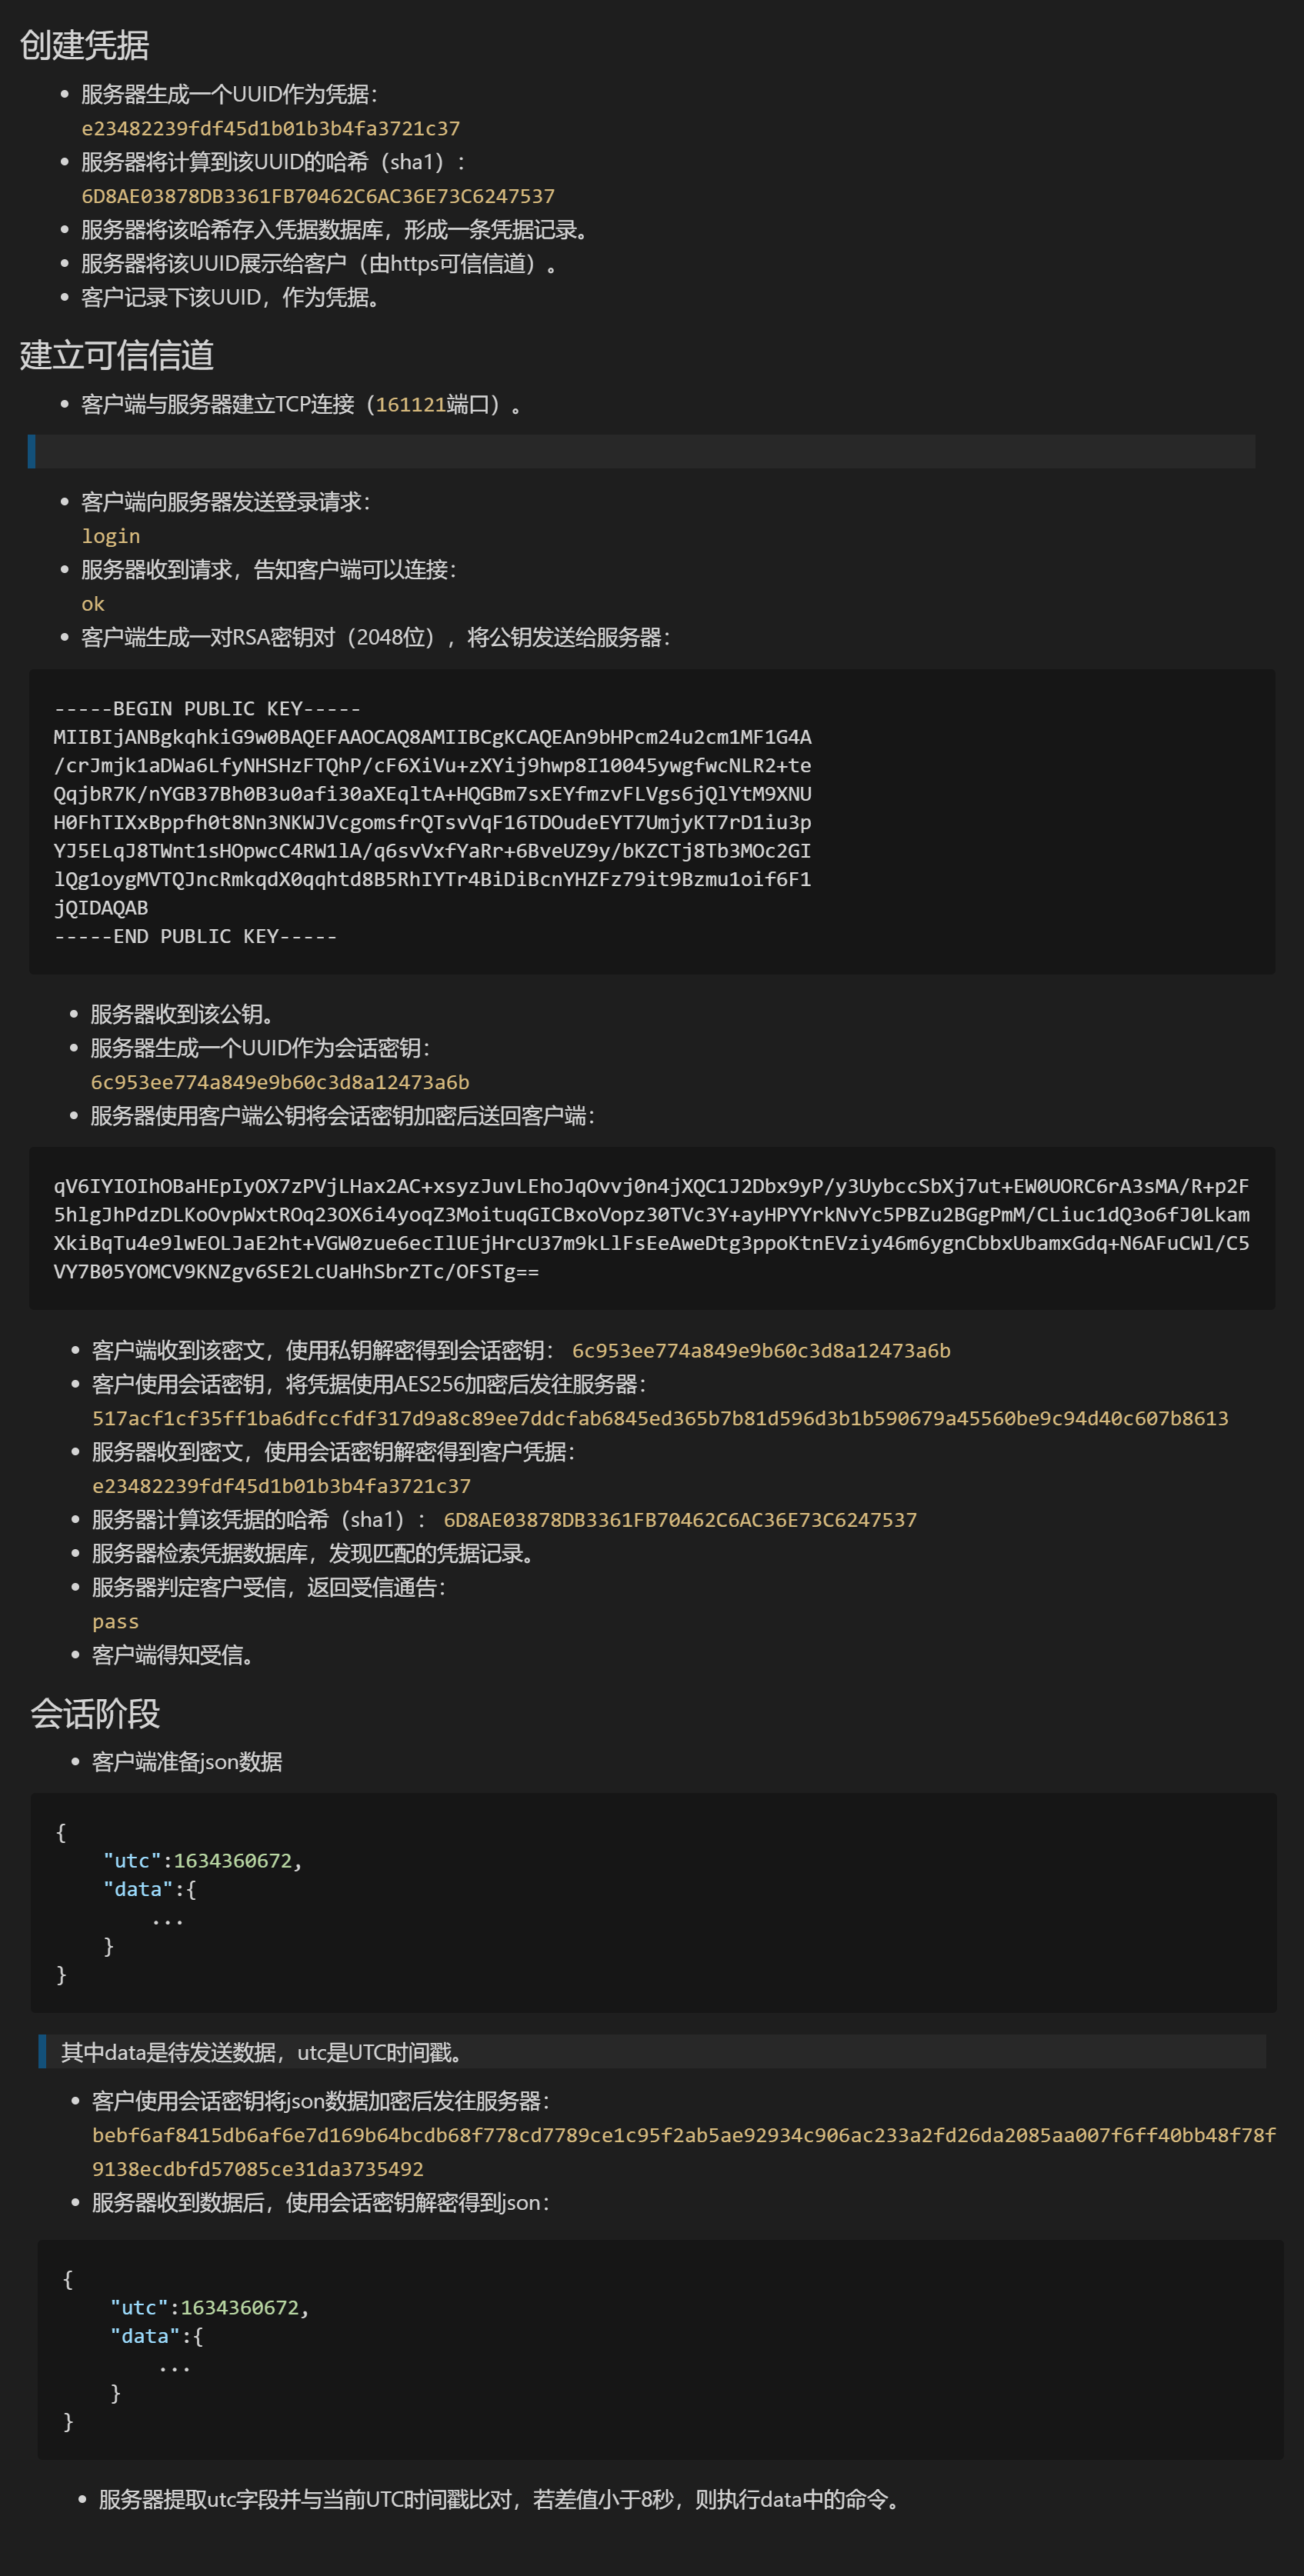 创建凭据
• 服务器生成一个UUID作为凭据：
e23482239fdf45d1b01b3b4fa3721c37
• 服务器将计算到该UUID的哈希（sha1）：
6D8AE03878DB3361FB70462C6AC36E73C6247537
• 服务器将该哈希存入凭据数据库，形成一条凭据记录。
• 服务器将该UUID展示给客户（由https可信信道）。
• 客户记录下该UUID，作为凭据。
建立可信信道
• 客户端与服务器建立TCP连接（161121端口）。
• 客户端向服务器发送登录请求：
login
• 服务器收到请求，告知客户端可以连接：
ok
• 客户端生成一对RSA密钥对（2048位），将公钥发送给服务器：
-----BEGIN PUBLIC KEY-----
MIIBIjANBgkqhkiG9w0BAQEFAAOCAQ8AMIIBCgKCAQEAn9bHPcm24u2cm1MF1G4A
/crJmjk1aDWa6LfyNHSHzFTQhP/cF6XiVu+zXYij9hwp8I10045ywgfwcNLR2+te
QqjbR7K/nYGB37Bh0B3u0afi30aXEqltA+HQGBm7sxEYfmzvFLVgs6jQlYtM9XNU
H0FhTIXxBppfh0t8Nn3NKWJVcgomsfrQTsvVqF16TDOudeEYT7UmjyKT7rD1iu3p
YJ5ELqJ8TWnt1sHOpwcC4RW1lA/q6svVxfYaRr+6BveUZ9y/bKZCTj8Tb3MOc2GI
lQg1oygMVTQJncRmkqdX0qqhtd8B5RhIYTr4BiDiBcnYHZFz79it9Bzmu1oif6F1
jQIDAQAB
-----END PUBLIC KEY-----
• 服务器收到该公钥。
• 服务器生成一个UUID作为会话密钥：
6c953ee774a849e9b60c3d8a12473a6b
• 服务器使用客户端公钥将会话密钥加密后送回客户端：
qV6IYIOIhOBaHEpIyOX7zPVjLHax2AC+xsyzJuvLEhoJqOvvj0n4jXQC1J2Dbx9yP/y3UybccSbXj7ut+EW0UORC6rA3sMA/R+p2F
5hlgJhPdzDLKoOvpWxtROq23OX6i4yoqZ3MoituqGICBxoVopz30TVc3Y+ayHPYYrkNvYc5PBZu2BGgPmM/CLiuc1dQ3o6fJ0Lkam
XkiBqTu4e9lwEOLJaE2ht+VGW0zue6ecIlUEjHrcU37m9kLlFsEeAweDtg3ppoKtnEVziy46m6ygnCbbxUbamxGdq+N6AFuCWl/C5
VY7B05YOMCV9KNZgv6SE2LcUaHhSbrZTc/OFSTg==
• 客户端收到该密文，使用私钥解密得到会话密钥： 6c953ee774a849e9b60c3d8a12473a6b
• 客户使用会话密钥，将凭据使用AES256加密后发往服务器：
517acf1cf35ff1ba6dfccfdf317d9a8c89ee7ddcfab6845ed365b7b81d596d3b1b590679a45560be9c94d40c607b8613
• 服务器收到密文，使用会话密钥解密得到客户凭据：
e23482239fdf45d1b01b3b4fa3721c37
• 服务器计算该凭据的哈希（sha1）： 6D8AE03878DB3361FB70462C6AC36E73C6247537
• 服务器检索凭据数据库，发现匹配的凭据记录。
• 服务器判定客户受信，返回受信通告：
pass
• 客户端得知受信。
会话阶段
• 客户端准备json数据
{
"utc":1634360672,
"data":{
...
}
}
其中data是待发送数据，utc是UTC时间戳。
• 客户使用会话密钥将json数据加密后发往服务器：
bebf6af8415db6af6e7d169b64bcdb68f778cd7789ce1c95f2ab5ae92934c906ac233a2fd26da2085aa007f6ff40bb48f78f
9138ecdbfd57085ce31da3735492
• 服务器收到数据后，使用会话密钥解密得到json：
{
"utc":1634360672,
"data":{
...
}
}
• 服务器提取utc字段并与当前UTC时间戳比对，若差值小于8秒，则执行data中的命令。